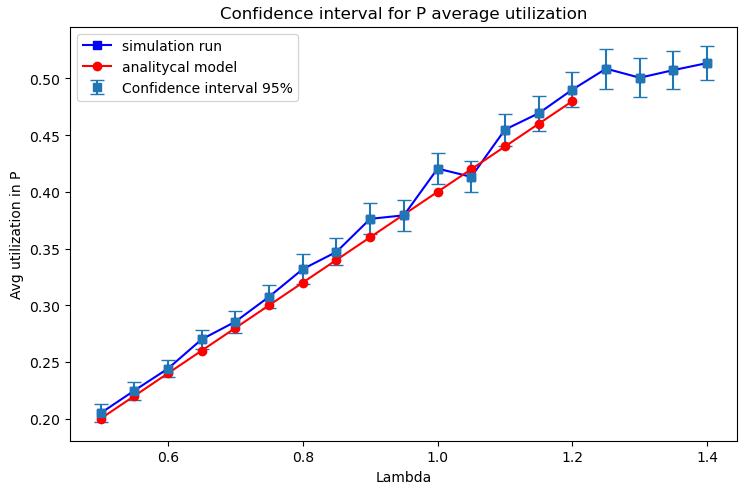 Confidence interval for P average utilization
simulation run
analitycal model
Confidence interval 95%
Avg utilization in P
0.50
0.45
0.40
0.35
0.30
0.25
0.20
0.6
0.8
1.0
1.2
1.4
Lambda